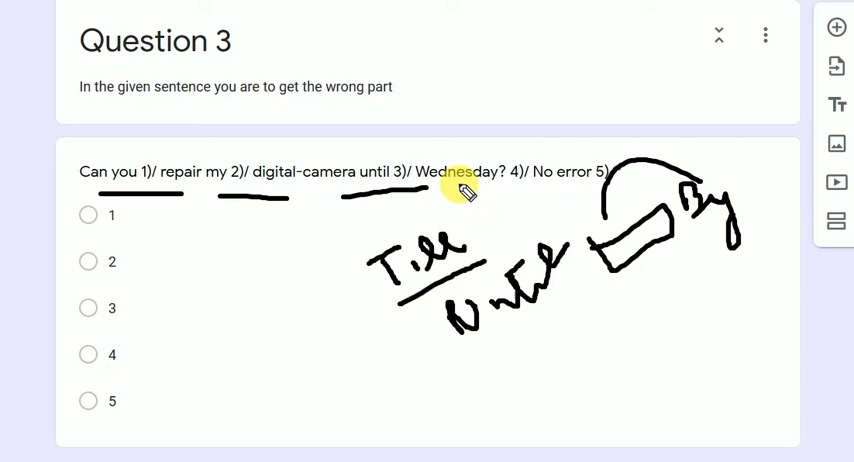 Question 3
In the given sentence you are to get the wrong part
Can you 1)/ repair my 2)/ digital-camera until 3)/ Wednesday? 4)/ No error 5)
1
2
3
4
5
Till
Until
By
Tт